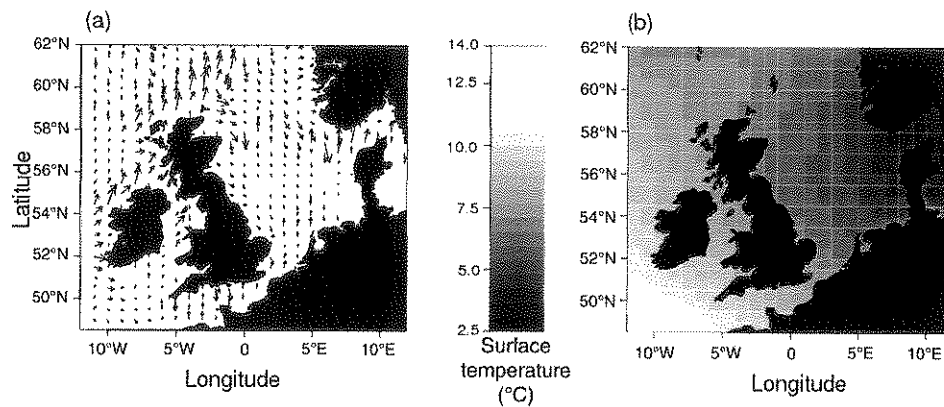 (a)
62°N
60°N
58°N
56°N
54°N
52°N
50°N
Latitude
10°W
5°W
0
5°E
10°E
Longitude
14.0
12.5
10.0
7.5
5.0
2.5
Surface
temperature
(°C)
(b)
62°N
60°N
58°N
56°N
54°N
52°N
50°N
10°W
5°W
0
5°E
10°E
Longitude